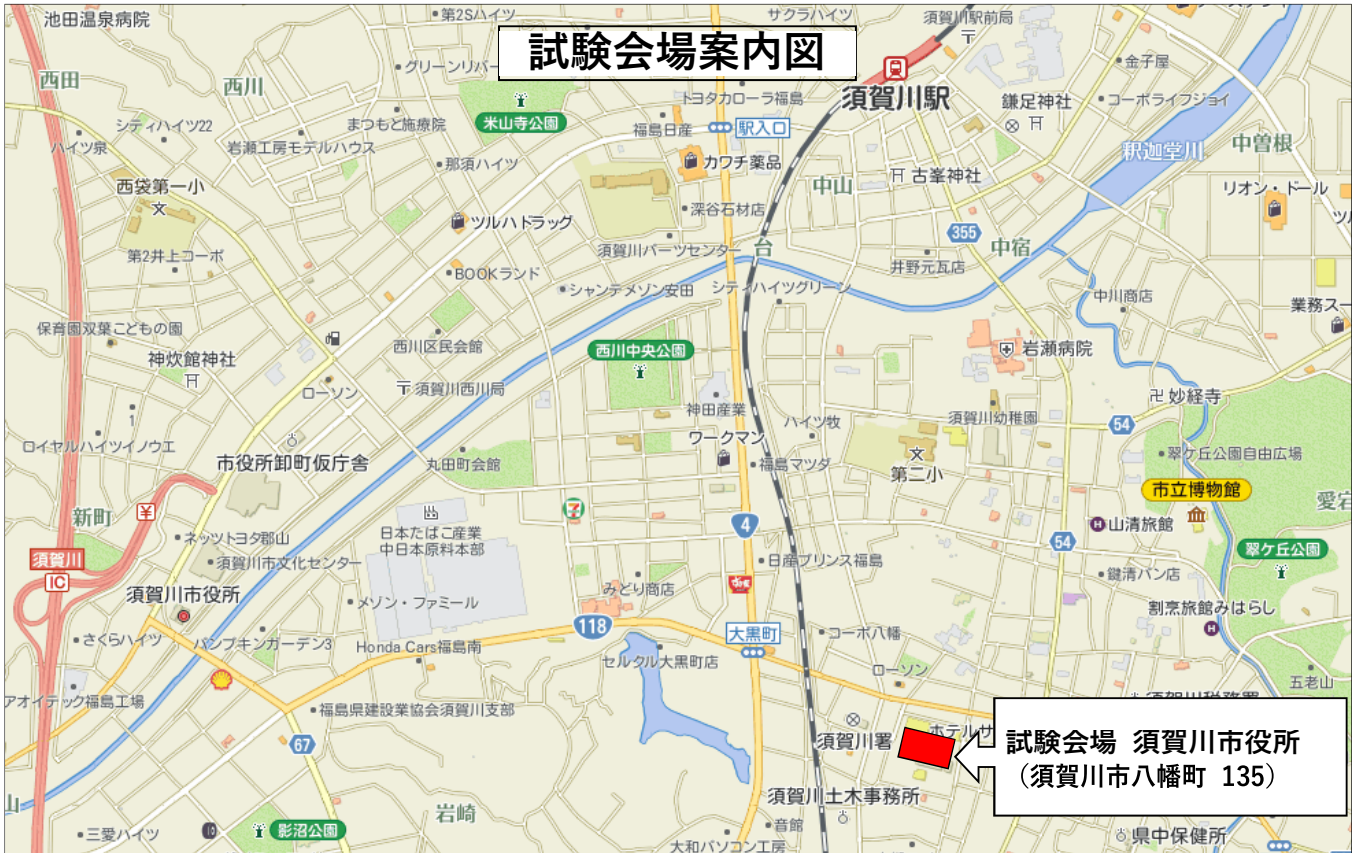 試験会場案内図
池田温泉病院
第2Sハイツ
サクラハイツ
須賀川駅前局
西田
西川
グリーンリバー
トヨタカローラ福島
須賀川駅
鎌足神社
金子屋
コーポライフジョイ
シティハイツ22
まつもと施療院
米山寺公園
福島日産
駅入口
釈迦堂川
中曽根
ハイツ泉
岩瀬工房モデルハウス
那須ハイツ
カワチ薬品
中山
古峯神社
リオン・ドール
西袋第一小
ツルハドラッグ
深谷石材店
355
中宿
第2井上コーポ
須賀川パーツセンター
台
井野元瓦店
BOOKランド
シャンテメゾン安田
シティハイツグリーン
中川商店
業務スー
保育園双葉こどもの園
西川区民会館
西川中央公園
岩瀬病院
神炊館神社
ローソン
須賀川西川局
神田産業
ハイツ牧
須賀川幼稚園
妙経寺
1
54
ロイヤルハイツイノウエ
市役所卸町仮庁舎
丸田町会館
ワークマン
福島マツダ
第二小
翠ケ丘公園自由広場
市立博物館
愛宕
新町
¥
日本たばこ産業
中日本原料本部
7
4
山清旅館
54
翠ケ丘公園
須賀川
IC
ネッツトヨタ郡山
須賀川市文化センター
日産プリンス福島
鍵清パン店
須賀川市役所
メゾン・ファミール
みどり商店
すき家
割烹旅館みはらし
さくらハイツ
パンプキンガーデン3
Honda Cars福島南
118
大黒町
コーポ八幡
セルタル大黒町店
ローソン
五老山
アオイテック福島工場
福島県建設業協会須賀川支部
須賀川税務署
67
須賀川署
ホテルサ
試験会場 須賀川市役所
（須賀川市八幡町 135）
山
岩崎
須賀川土木事務所
三愛ハイツ
影沼公園
音館
大和パソコン工房
県中保健所